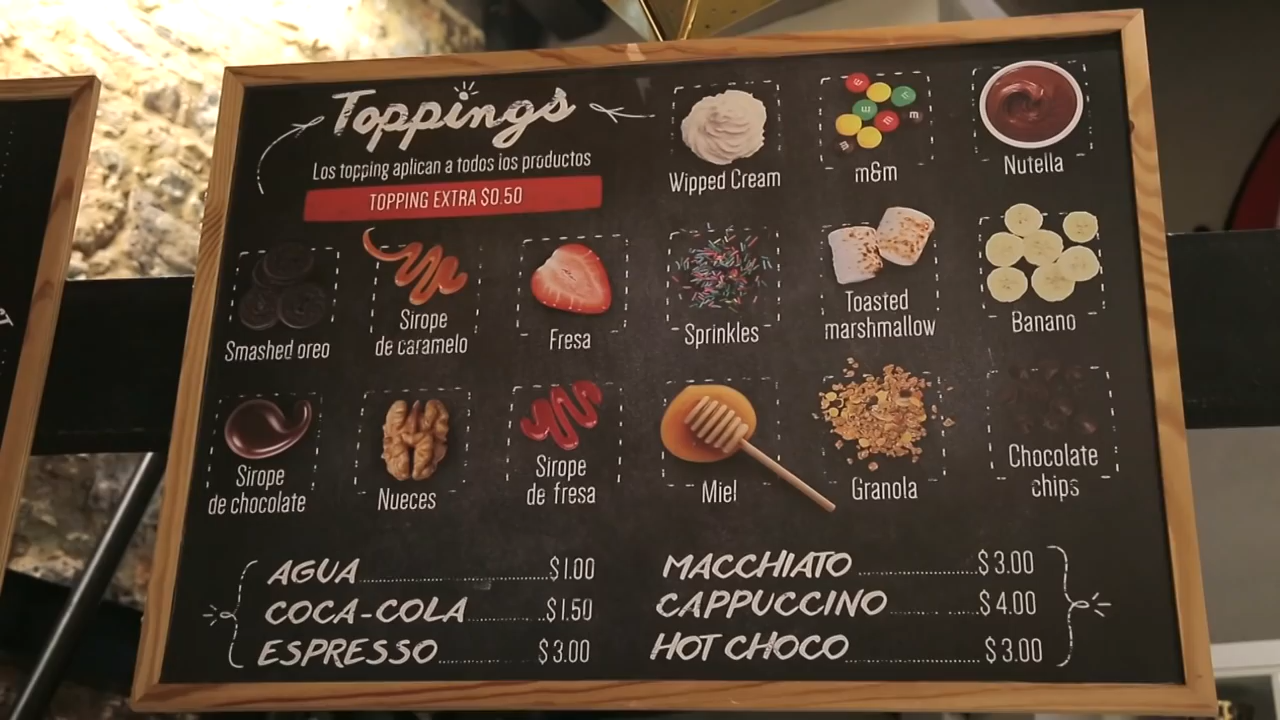 Toppings
Los topping aplican a todos los productos
TOPPING EXTRA $0.50
Wipped Cream
m&m
Nutella
Smashed oreo
Sirope
de caramelo
Fresa
Sprinkles
Toasted
marshmallow
Banano
Sirope
de chocolate
Nueces
Sirope
de fresa
Miel
Granola
Chocolate
chips
AGUA $1.00
COCA-COLA $1.50
ESPRESSO $3.00
MACCHIATO $3.00
CAPPUCCINO $4.00
HOT CHOCO $3.00